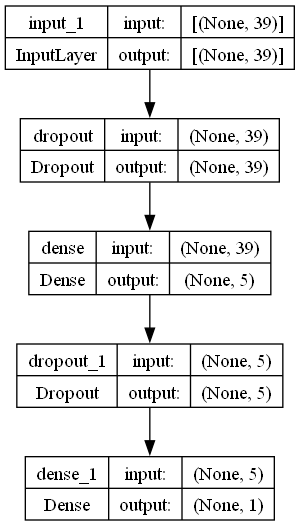 input_1 input: [(None, 39)]
InputLayer output: [(None, 39)]
dropout input: (None, 39)
Dropout output: (None, 39)
dense input: (None, 39)
Dense output: (None, 5)
dropout_1 input: (None, 5)
Dropout output: (None, 5)
dense_1 input: (None, 5)
Dense output: (None, 1)